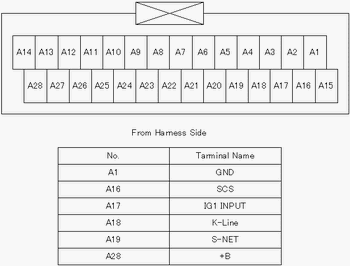 A14 A13 A12 A11 A10 A9 A8 A7 A6 A5 A4 A3 A2 A1
A28 A27 A26 A25 A24 A23 A22 A21 A20 A19 A18 A17 A16 A15
From Harness Side
No. Tarminal Name
A1 GND
A16 SCS
A17 IG1 INPUT
A18 K-Line
A19 S-NET
A28 *B